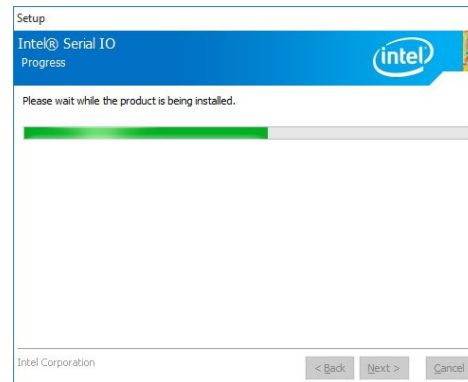 Setup
Intel® Serial IO
Progress
intel
Please wait while the product is being installed.
Intel Corporation
< Back Next > Cancel